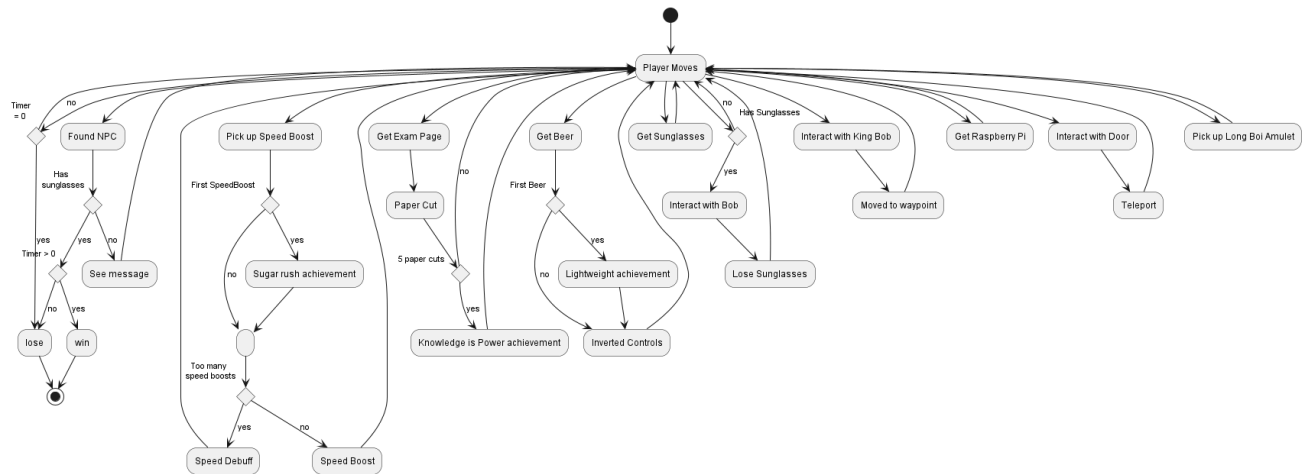 Player Moves
Timer
= 0
no
Found NPC
Pick up Speed Boost
Get Exam Page
Get Beer
Get Sunglasses
no
Has Sunglasses
Interact with King Bob
Get Raspberry Pi
Interact with Door
Pick up Long Boi Amulet
Has
sunglasses
First SpeedBoost
Paper Cut
no
First Beer
yes
Interact with Bob
Moved to waypoint
Teleport
yes
Timer > 0
yes
no
See message
no
yes
Sugar rush achievement
5 paper cuts
yes
no
yes
Lightweight achievement
Lose Sunglasses
no
yes
lose
win
Knowledge is Power achievement
Inverted Controls
Too many
speed boosts
yes
no
Speed Debuff
Speed Boost